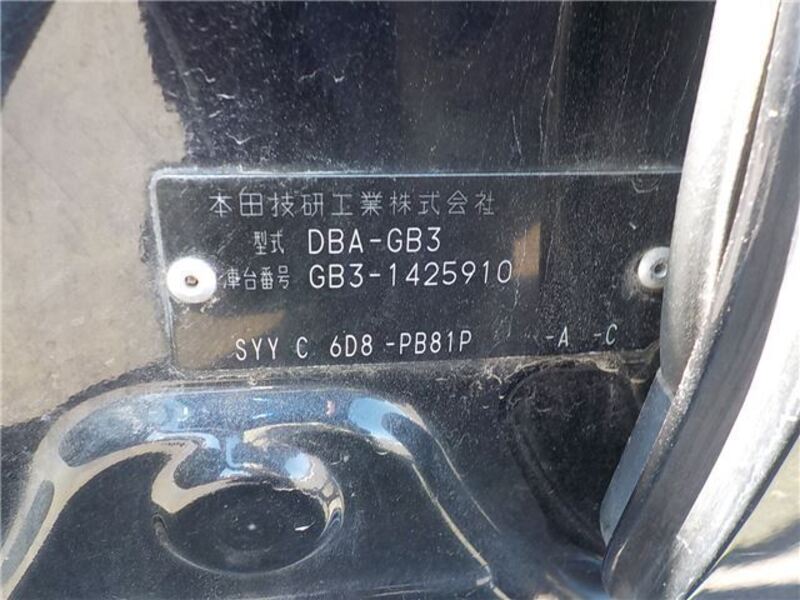 本田技研工業株式会社
型式 DBA-GB3
車台番号 GB3-1425910
SYY C 6D8 -PB81P -A -C